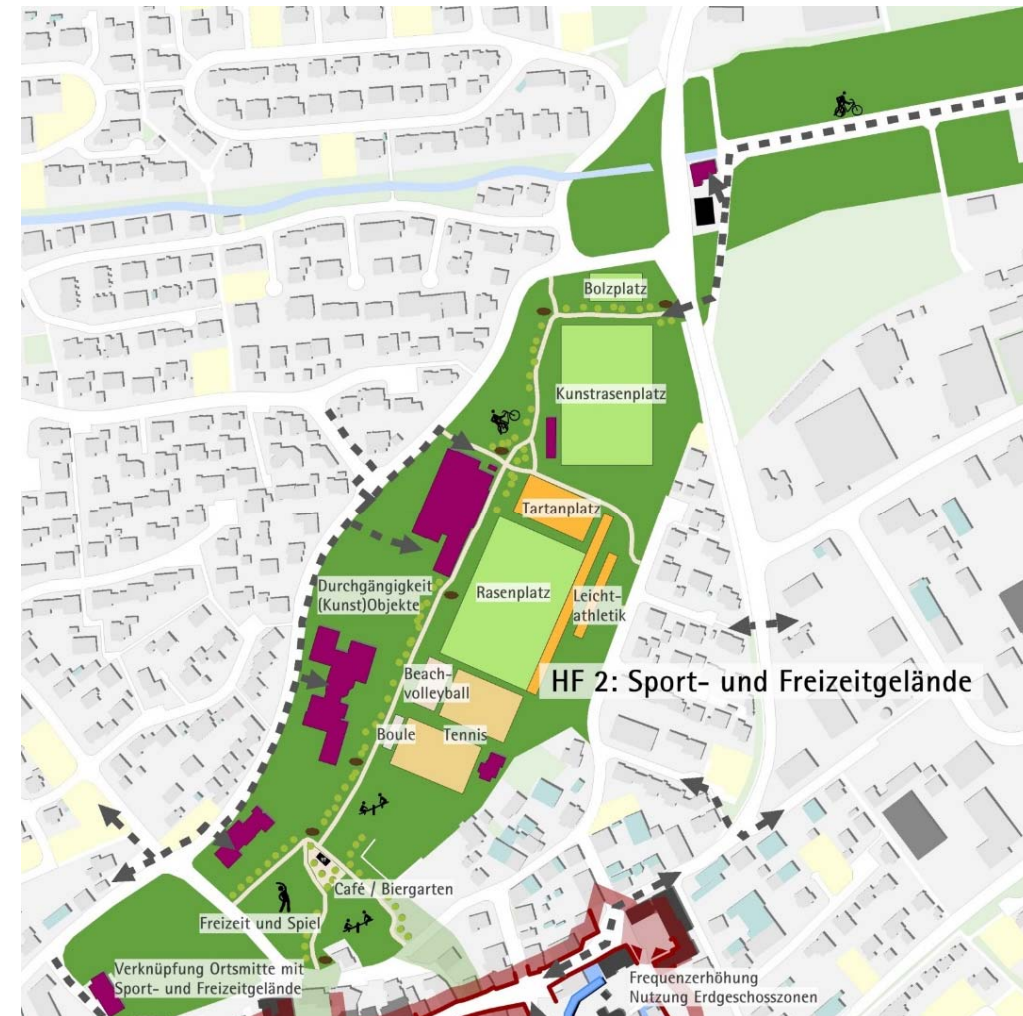 Bolzplatz
Kunstrasenplatz
Tartanplatz
Durchgängigkeit
(Kunst)Objekte
Rasenplatz
Leicht-
athletik
HF 2: Sport- und Freizeitgelände
Beach-
volleyball
Boule
Tennis
Café / Biergarten
Freizeit und Spiel
Verknüpfung Ortsmitte mit
Sport- und Freizeitgelände
Frequenzerhöhung
Nutzung Erdgeschosszonen